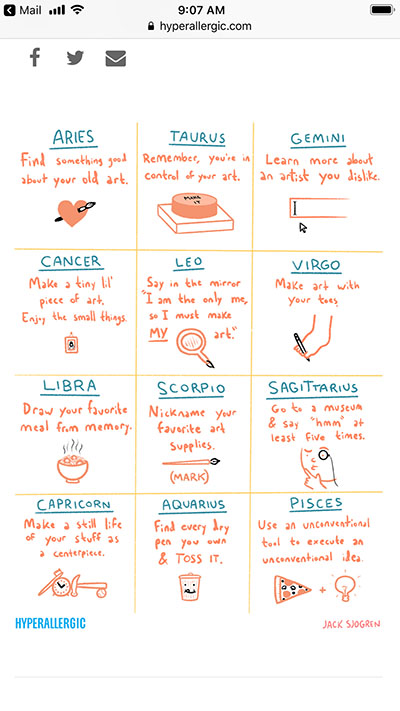 Mail
9:07 AM
hyperallergic.com
ARIES
Find something good
about your old art.
TAURUS
Remember, you're in
control of your art.
MAKE
IT
GEMINI
Learn more about
an artist you dislike.
CANCER
Make a tiny lil'
piece of art.
Enjoy the small things.
LEO
Say in the mirror
"I am the only me,
so I must make
MY art."
VIRGO
Make art with
your toes.
LIBRA
Draw your favorite
meal from memory.
SCORPIO
Nickname your
favorite art
supplies.
(MARK)
SAGITTARIUS
Go to a museum
& say "hmm" at
least five times.
CAPRICORN
Make a still life
of your stuff as
a centerpiece.
AQUARIUS
Find every dry
pen you own
& TOSS IT.
PISCES
Use an unconventional
tool to execute an
unconventional idea.
+
HYPERALLERGIC
JACK SJOGREN